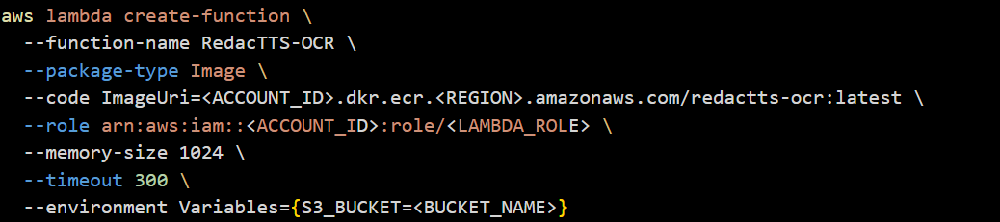 aws lambda create-function \
--function-name RedacTTS-OCR \
--package-type Image \
--code ImageUri=<ACCOUNT_ID>.dkr.ecr.<REGION>.amazonaws.com/redactts-ocr:latest \
--role arn:aws:iam::<ACCOUNT_ID>:role/<LAMBDA_ROLE> \
--memory-size 1024 \
--timeout 300 \
--environment Variables={S3_BUCKET=<BUCKET_NAME>}